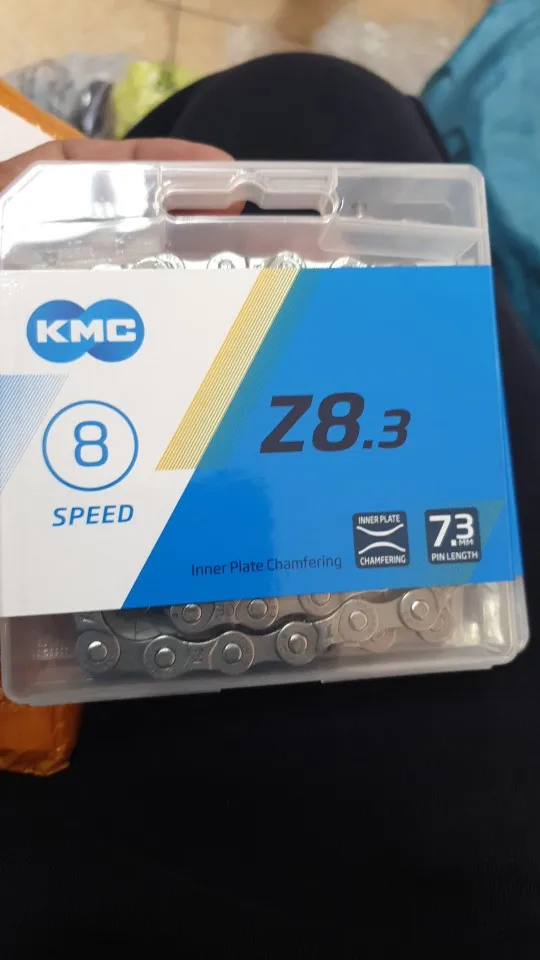 KMC
8
SPEED
Z8.3
Inner Plate Chamfering
INNER PLATE
CHAMFERING
7.3
MM
PIN LENGTH